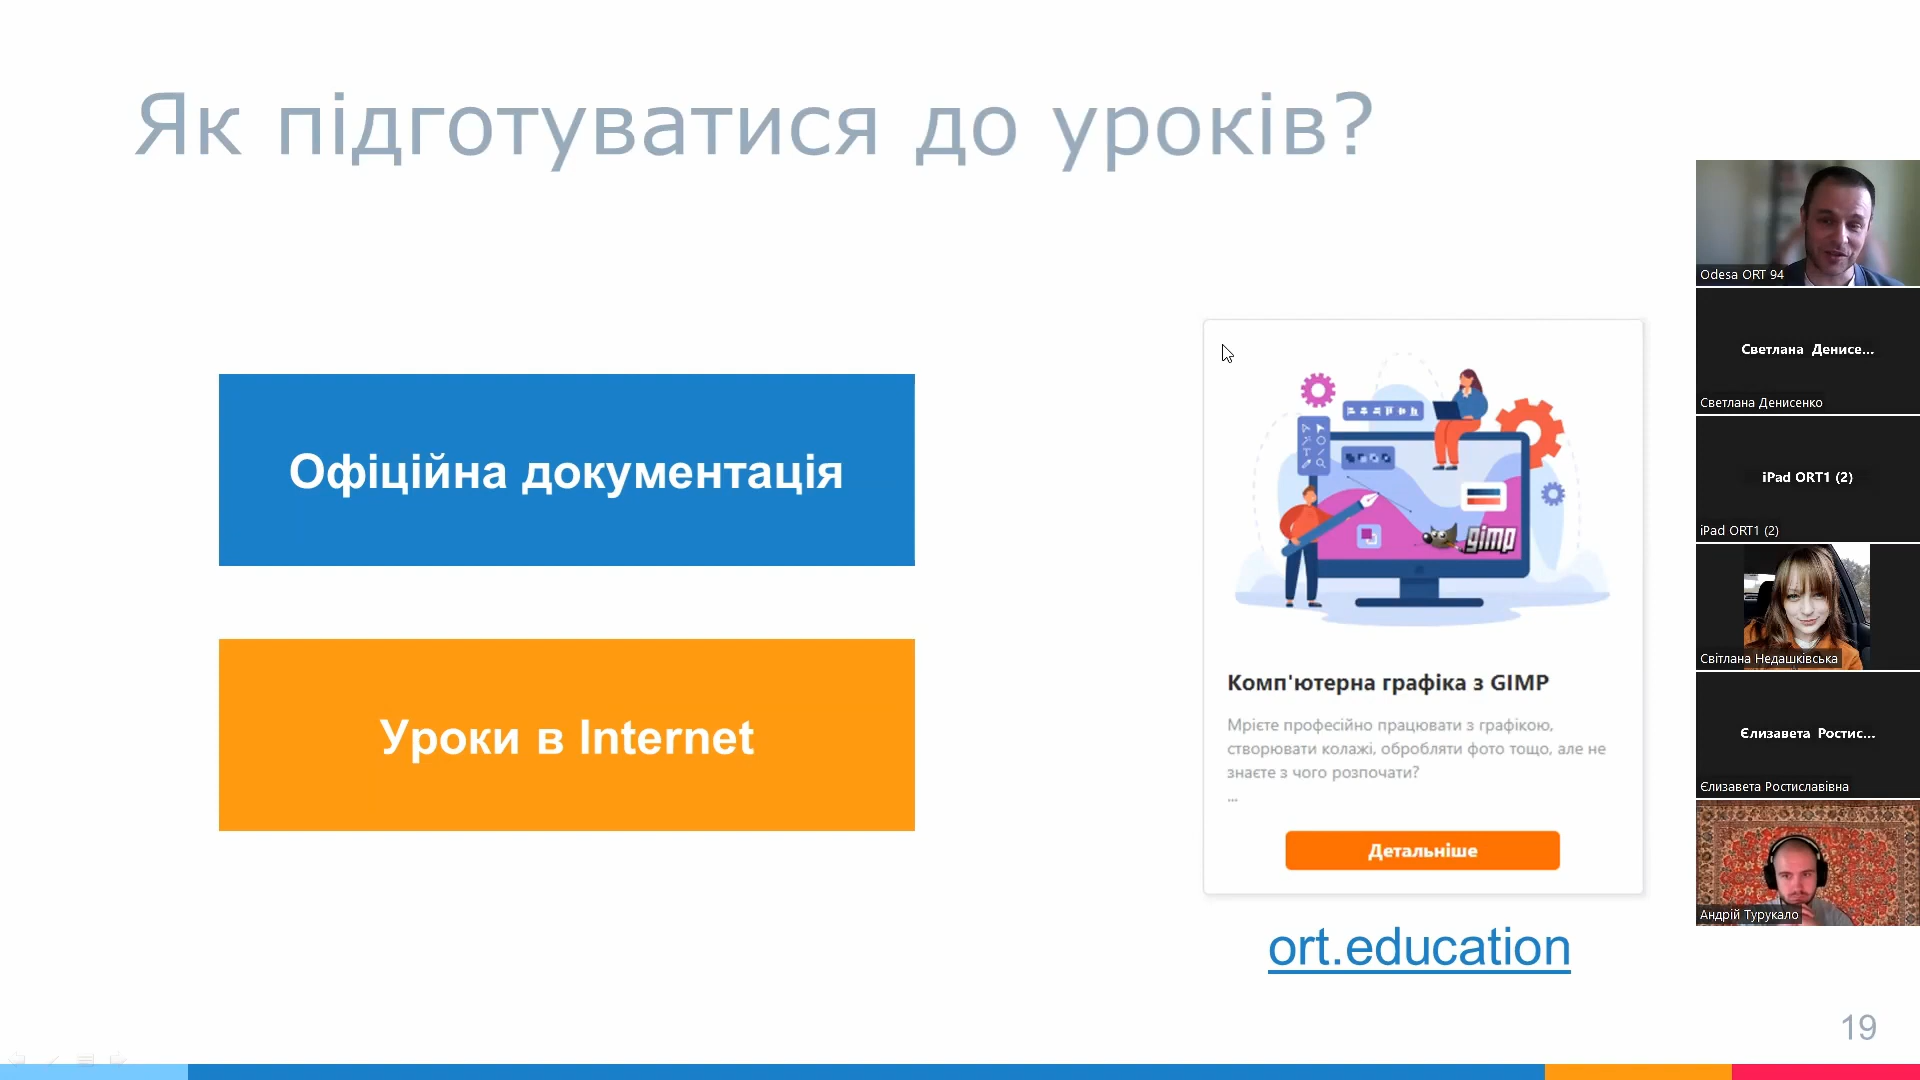 Як підготуватися до уроків?
Офіційна документація
Уроки в Internet
gimp
Комп'ютерна графіка з GIMP
Мрієте професійно працювати з графікою,
створювати колажі, обробляти фото тощо, але не
знаєте з чого розпочати?
...
Детальніше
ort.education
19
Odesa ORT 94
Светлана Денисе...
Светлана Денисенко
iPad ORT1 (2)
iPad ORT1 (2)
Світлана Недашківська
Єлизавета Ростис...
Єлизавета Ростиславівна
Андрій Турукало